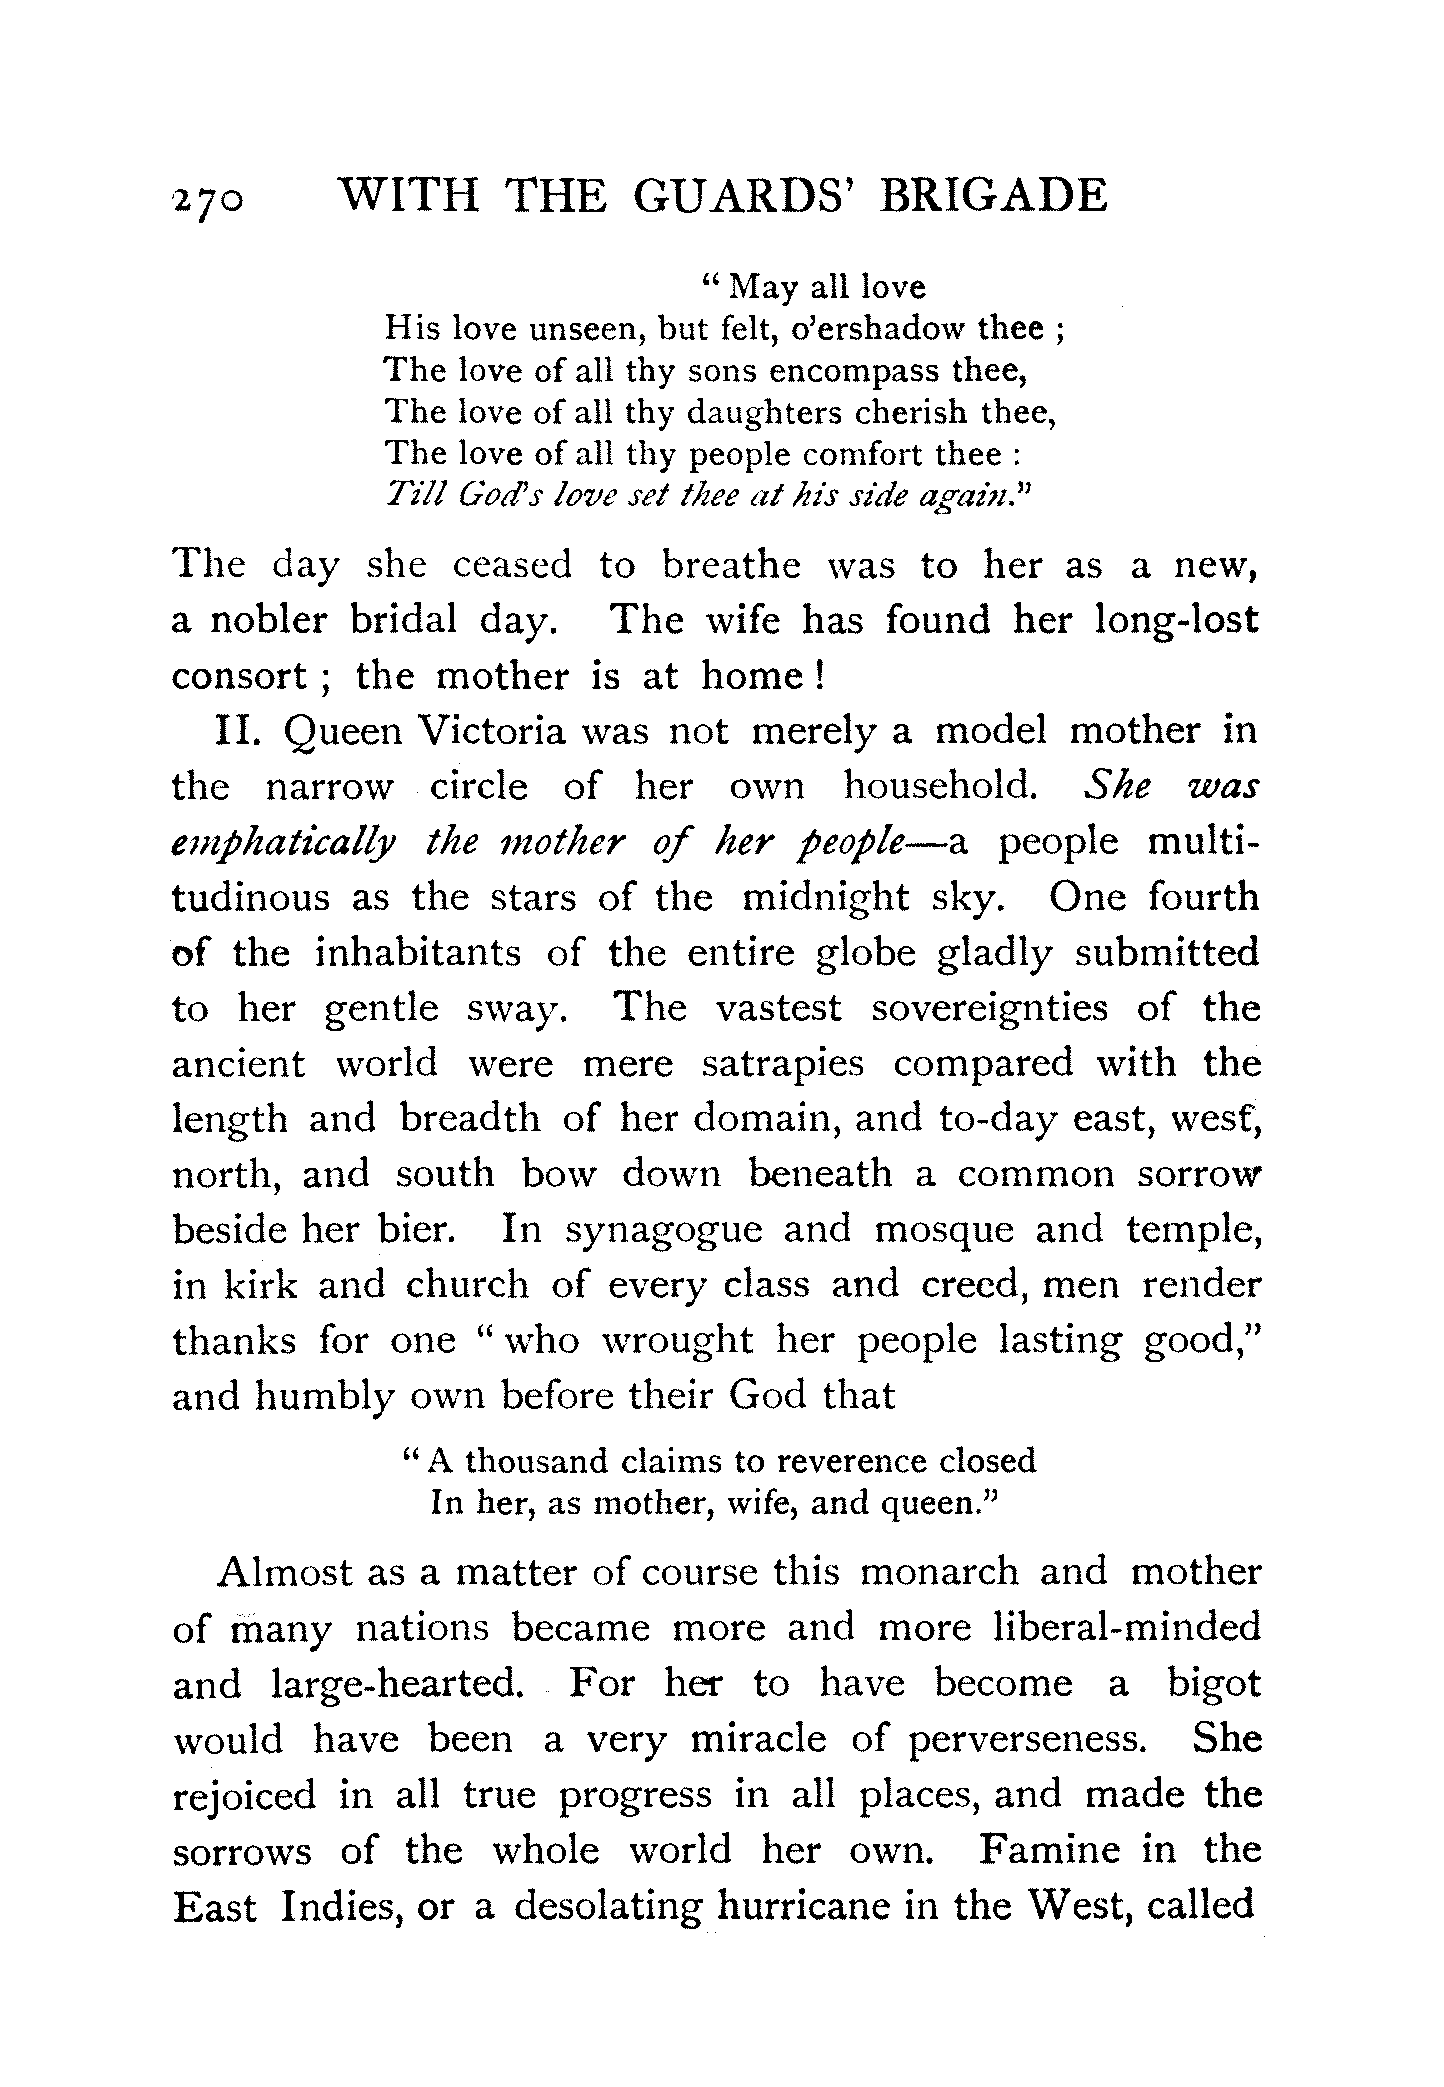 270 WITH THE GUARDS' BRIGADE
“ May all love
His love unseen, but felt, o'ershadow thee ;
The love of all thy sons encompass thee,
The love of all thy daughters cherish thee,
The love of all thy people comfort thee :
Till God's love set thee at his side again.”
The day she ceased to breathe was to her as a new,
a nobler bridal day. The wife has found her long-lost
consort ; the mother is at home !
II. Queen Victoria was not merely a model mother in
the narrow circle of her own household. She was
emphatically the mother of her people—a people multi-
tudinous as the stars of the midnight sky. One fourth
of the inhabitants of the entire globe gladly submitted
to her gentle sway. The vastest sovereignties of the
ancient world were mere satrapies compared with the
length and breadth of her domain, and to-day east, west,
north, and south bow down beneath a common sorrow
beside her bier. In synagogue and mosque and temple,
in kirk and church of every class and creed, men render
thanks for one “ who wrought her people lasting good,”
and humbly own before their God that
“ A thousand claims to reverence closed
In her, as mother, wife, and queen.”
Almost as a matter of course this monarch and mother
of many nations became more and more liberal-minded
and large-hearted. For her to have become a bigot
would have been a very miracle of perverseness. She
rejoiced in all true progress in all places, and made the
sorrows of the whole world her own. Famine in the
East Indies, or a desolating hurricane in the West, called